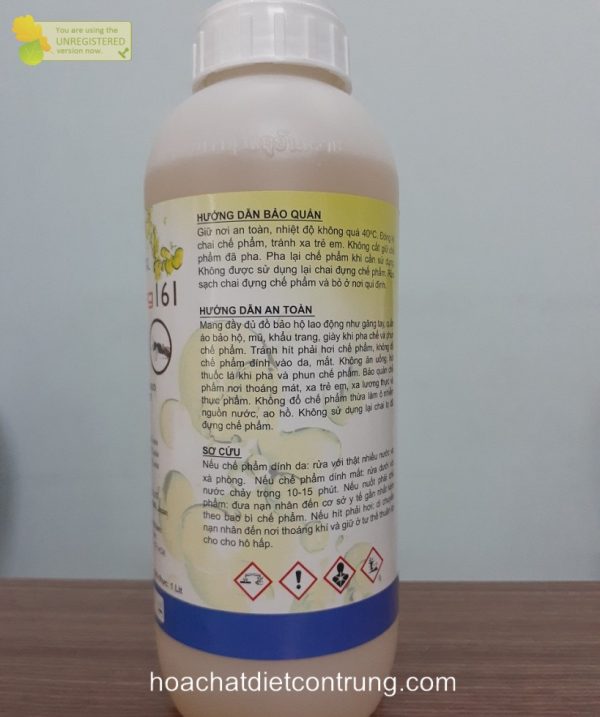 You are using the
UNREGISTERED
version now.
HƯỚNG DẪN BẢO QUẢN
Giữ nơi an toàn, nhiệt độ không quá 40°C. Đóng
chai chế phẩm, tránh xa trẻ em. Không cất giữ
phẩm đã pha. Pha lại chế phẩm khi cần sử
Không được sử dụng lại chai đựng chế phẩm.
sạch chai đựng chế phẩm và bỏ ở nơi qui định.
161
HƯỚNG DẪN AN TOÀN
Mang đầy đủ đồ bảo hộ lao động như găng tay,
áo bảo hộ, mũ, khẩu trang, giày khi pha chế và
chế phẩm. Tránh hít phải hơi chế phẩm, không
chế phẩm dính vào da, mắt. Không ăn uống,
thuốc lá khi pha và phun chế phẩm. Bảo quản
phẩm nơi thoáng mát, xa trẻ em, xa lương thực
thực phẩm. Không đổ chế phẩm thừa làm ô
nguồn nước, ao hồ. Không sử dụng lại chai
đựng chế phẩm.
SƠ CỨU
Nếu chế phẩm dính da: rửa với thật nhiều nước
xà phòng. Nếu chế phẩm dính mắt: rửa dưới
nước chảy trong 10-15 phút. Nếu nuốt phải
phẩm: đưa nạn nhân đến cơ sở y tế gần nhất
theo bao bì chế phẩm. Nếu hít phải hơi: di chuyển
nạn nhân đến nơi thoáng khí và giữ ở tư thế
cho cho hô hấp.
1 Lít
hoachatdietcontrung.com